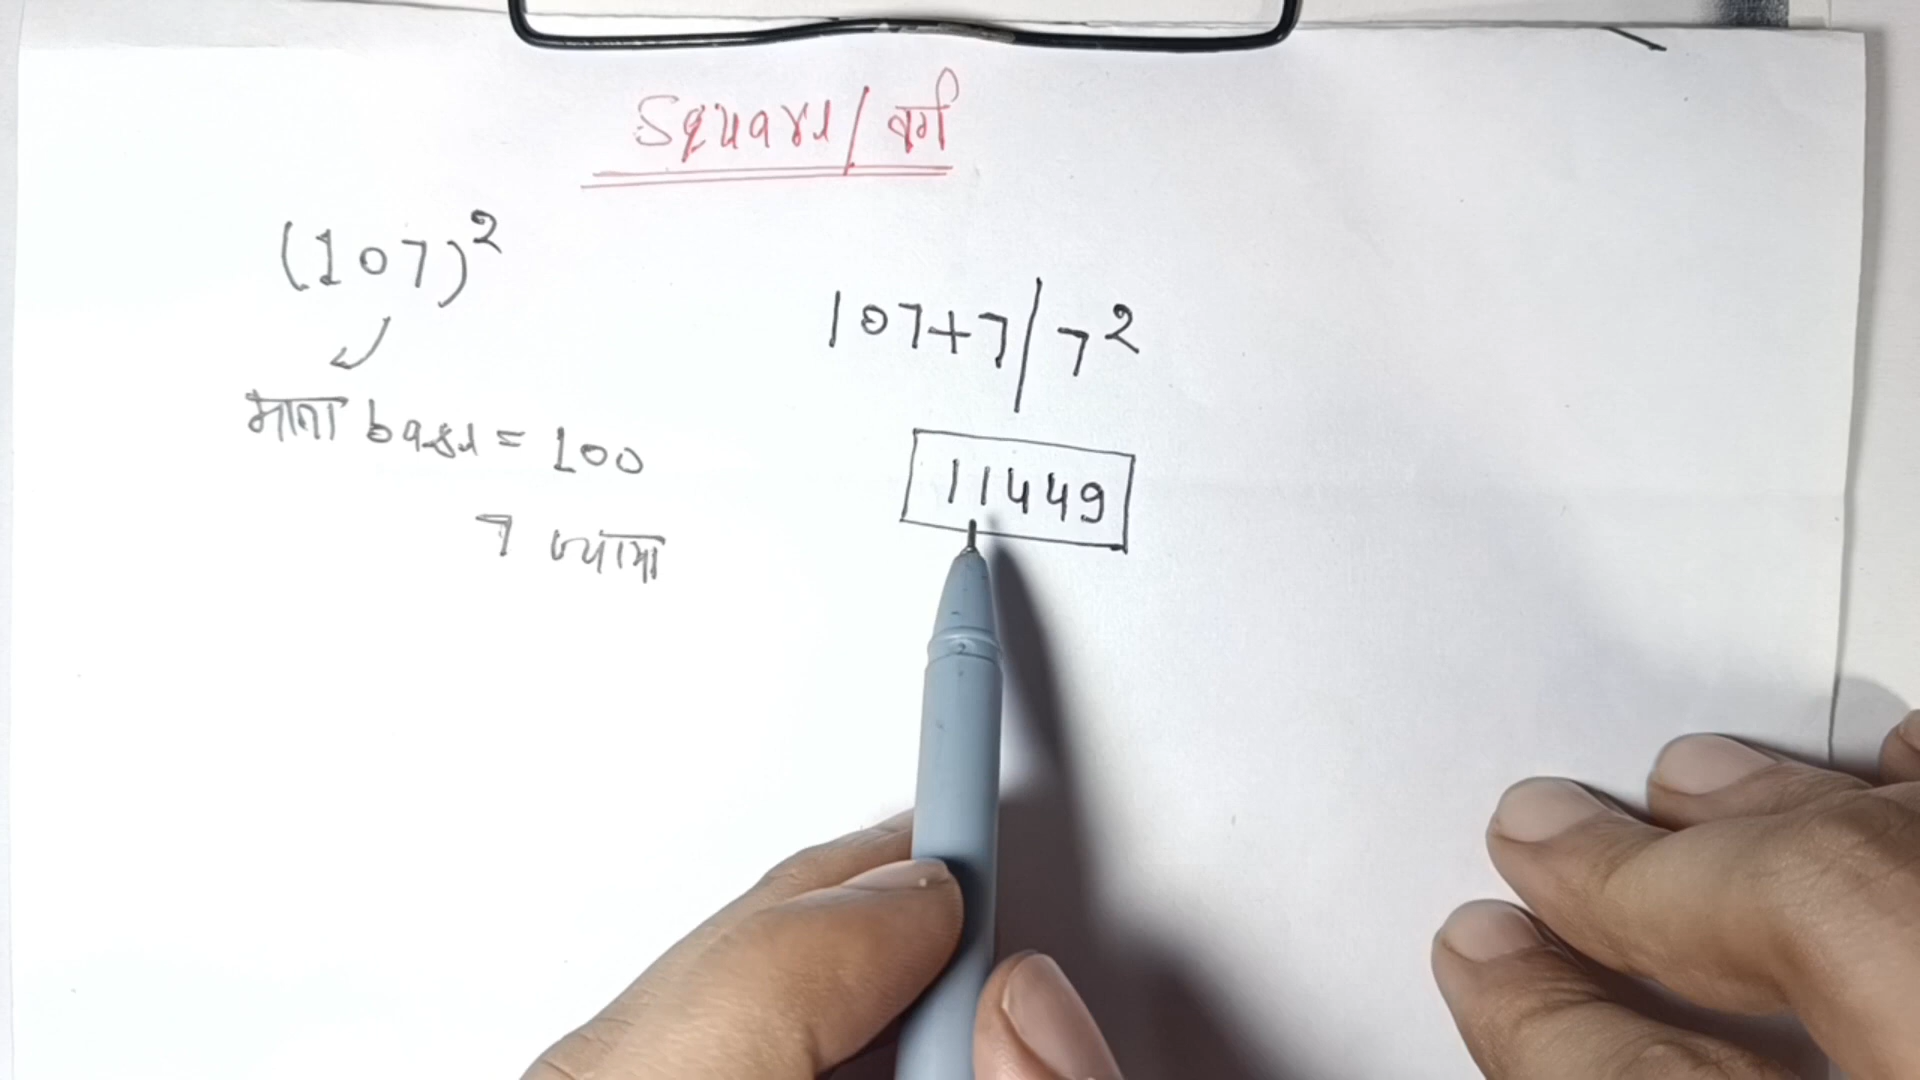 Square/वर्ग
(107)²
माना base = 100
7 ज्यादा
107+7/7²
11449